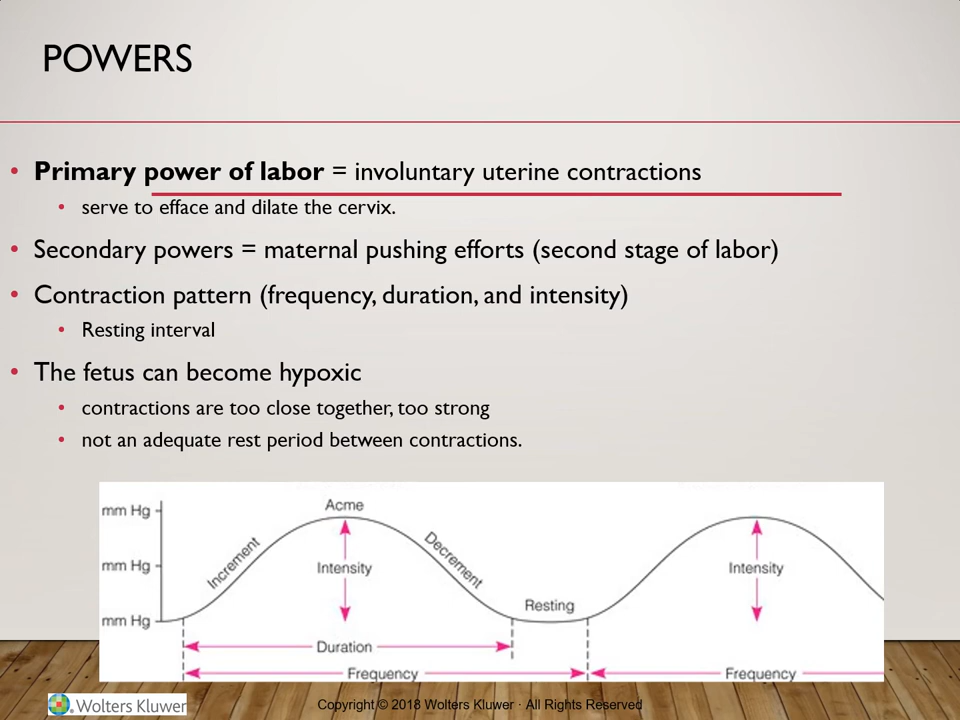 POWERS
Primary power of labor = involuntary uterine contractions
serve to efface and dilate the cervix.
Secondary powers = maternal pushing efforts (second stage of labor)
Contraction pattern (frequency, duration, and intensity)
Resting interval
The fetus can become hypoxic
contractions are too close together, too strong
not an adequate rest period between contractions.
mm Hg
Acme
Increment
Decrement
mm Hg
Intensity
Intensity
mm Hg
Resting
Duration
Frequency
Frequency
Wolters Kluwer
Copyright © 2018 Wolters Kluwer · All Rights Reserved